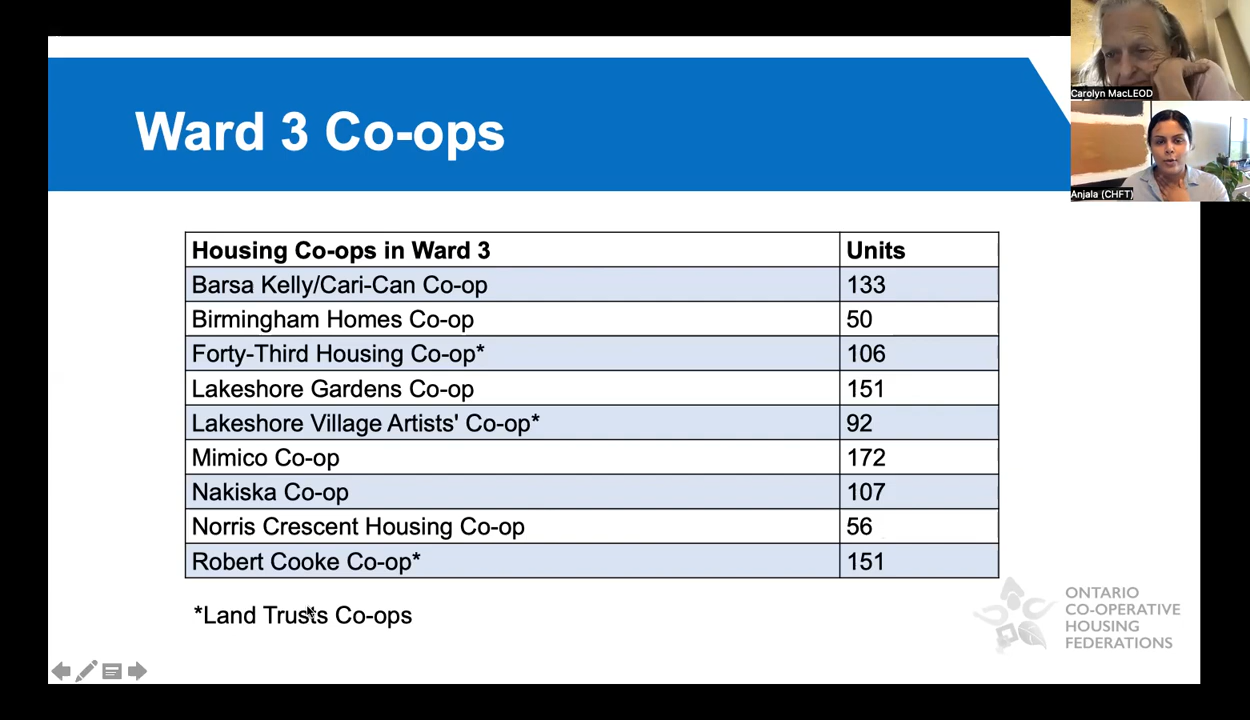 Ward 3 Co-ops
Carolyn MacLEOD
Anjala (CHFT)
Housing Co-ops in Ward 3 Units
Barsa Kelly/Cari-Can Co-op 133
Birmingham Homes Co-op 50
Forty-Third Housing Co-op* 106
Lakeshore Gardens Co-op 151
Lakeshore Village Artists' Co-op* 92
Mimico Co-op 172
Nakiska Co-op 107
Norris Crescent Housing Co-op 56
Robert Cooke Co-op* 151
*Land Trusts Co-ops
ONTARIO
CO-OPERATIVE
HOUSING
FEDERATIONS